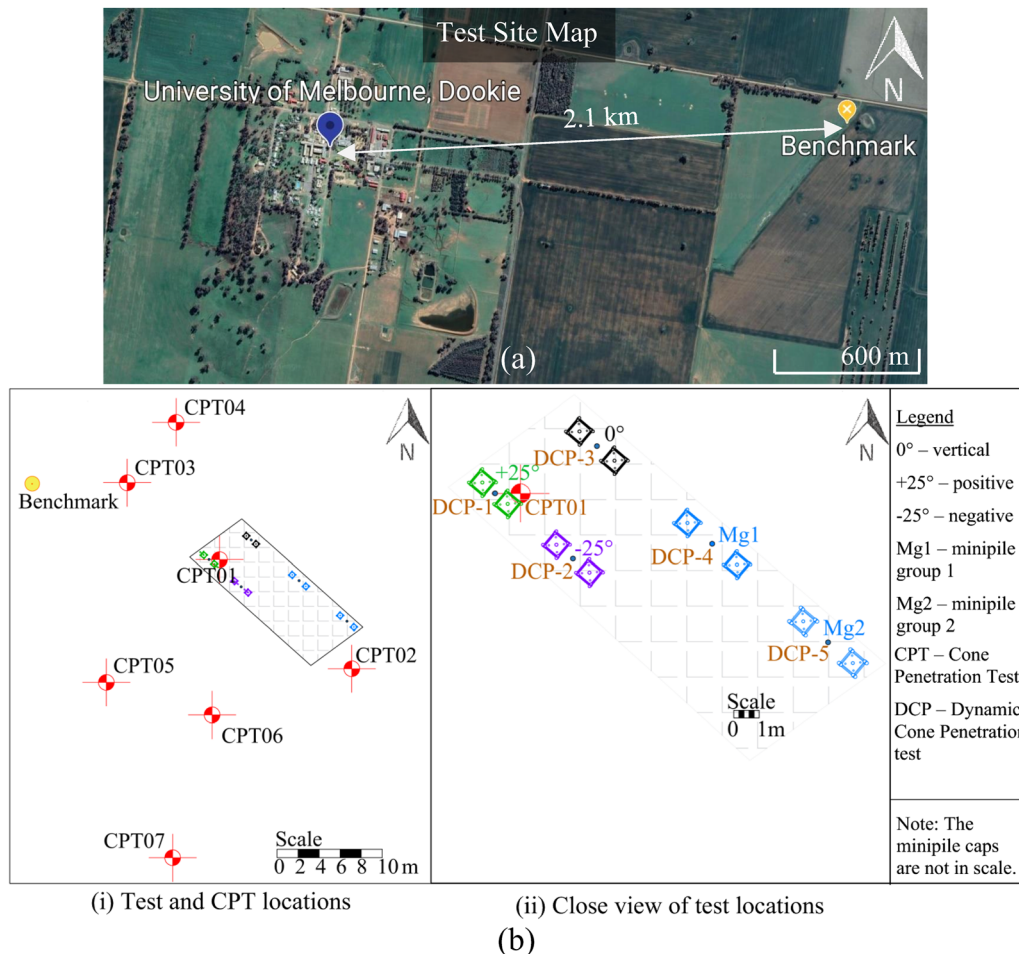 Test Site Map
N
University of Melbourne, Dookie
2.1 km
Benchmark
(a)
600 m
CPT04
N
CPT03
Benchmark
CPT01
CPT02
CPT05
CPT06
CPT07
Scale
0 2 4 6 8 10 m
(i) Test and CPT locations
N
0°
DCP-3
+25°
DCP-1
CPT01
-25°
DCP-2
Mg1
DCP-4
Mg2
DCP-5
Scale
0 1m
(ii) Close view of test locations
Legend
0° – vertical
+25° – positive
-25° – negative
Mg1 – minipile
group 1
Mg2 – minipile
group 2
CPT – Cone
Penetration Test
DCP – Dynamic
Cone Penetration
test
Note: The
minipile caps
are not in scale.
(b)